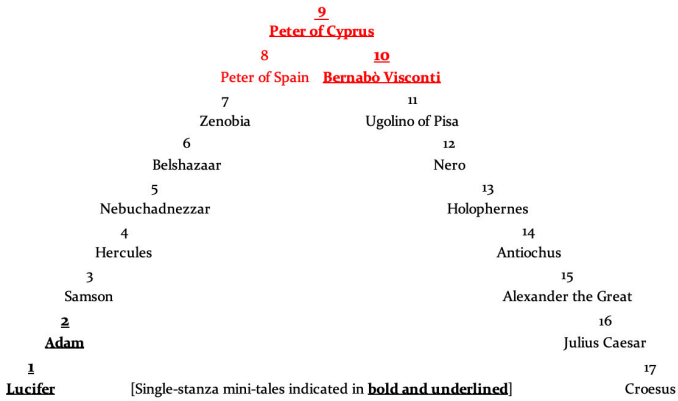 9
Peter of Cyprus
8 10
Peter of Spain Bernabò Visconti
7 11
Zenobia Ugolino of Pisa
6 12
Belshazaar Nero
5 13
Nebuchadnezzar Holophernes
4 14
Hercules Antiochus
3 15
Samson Alexander the Great
2 16
Adam Julius Caesar
1 17
Lucifer [Single-stanza mini-tales indicated in bold and underlined] Croesus